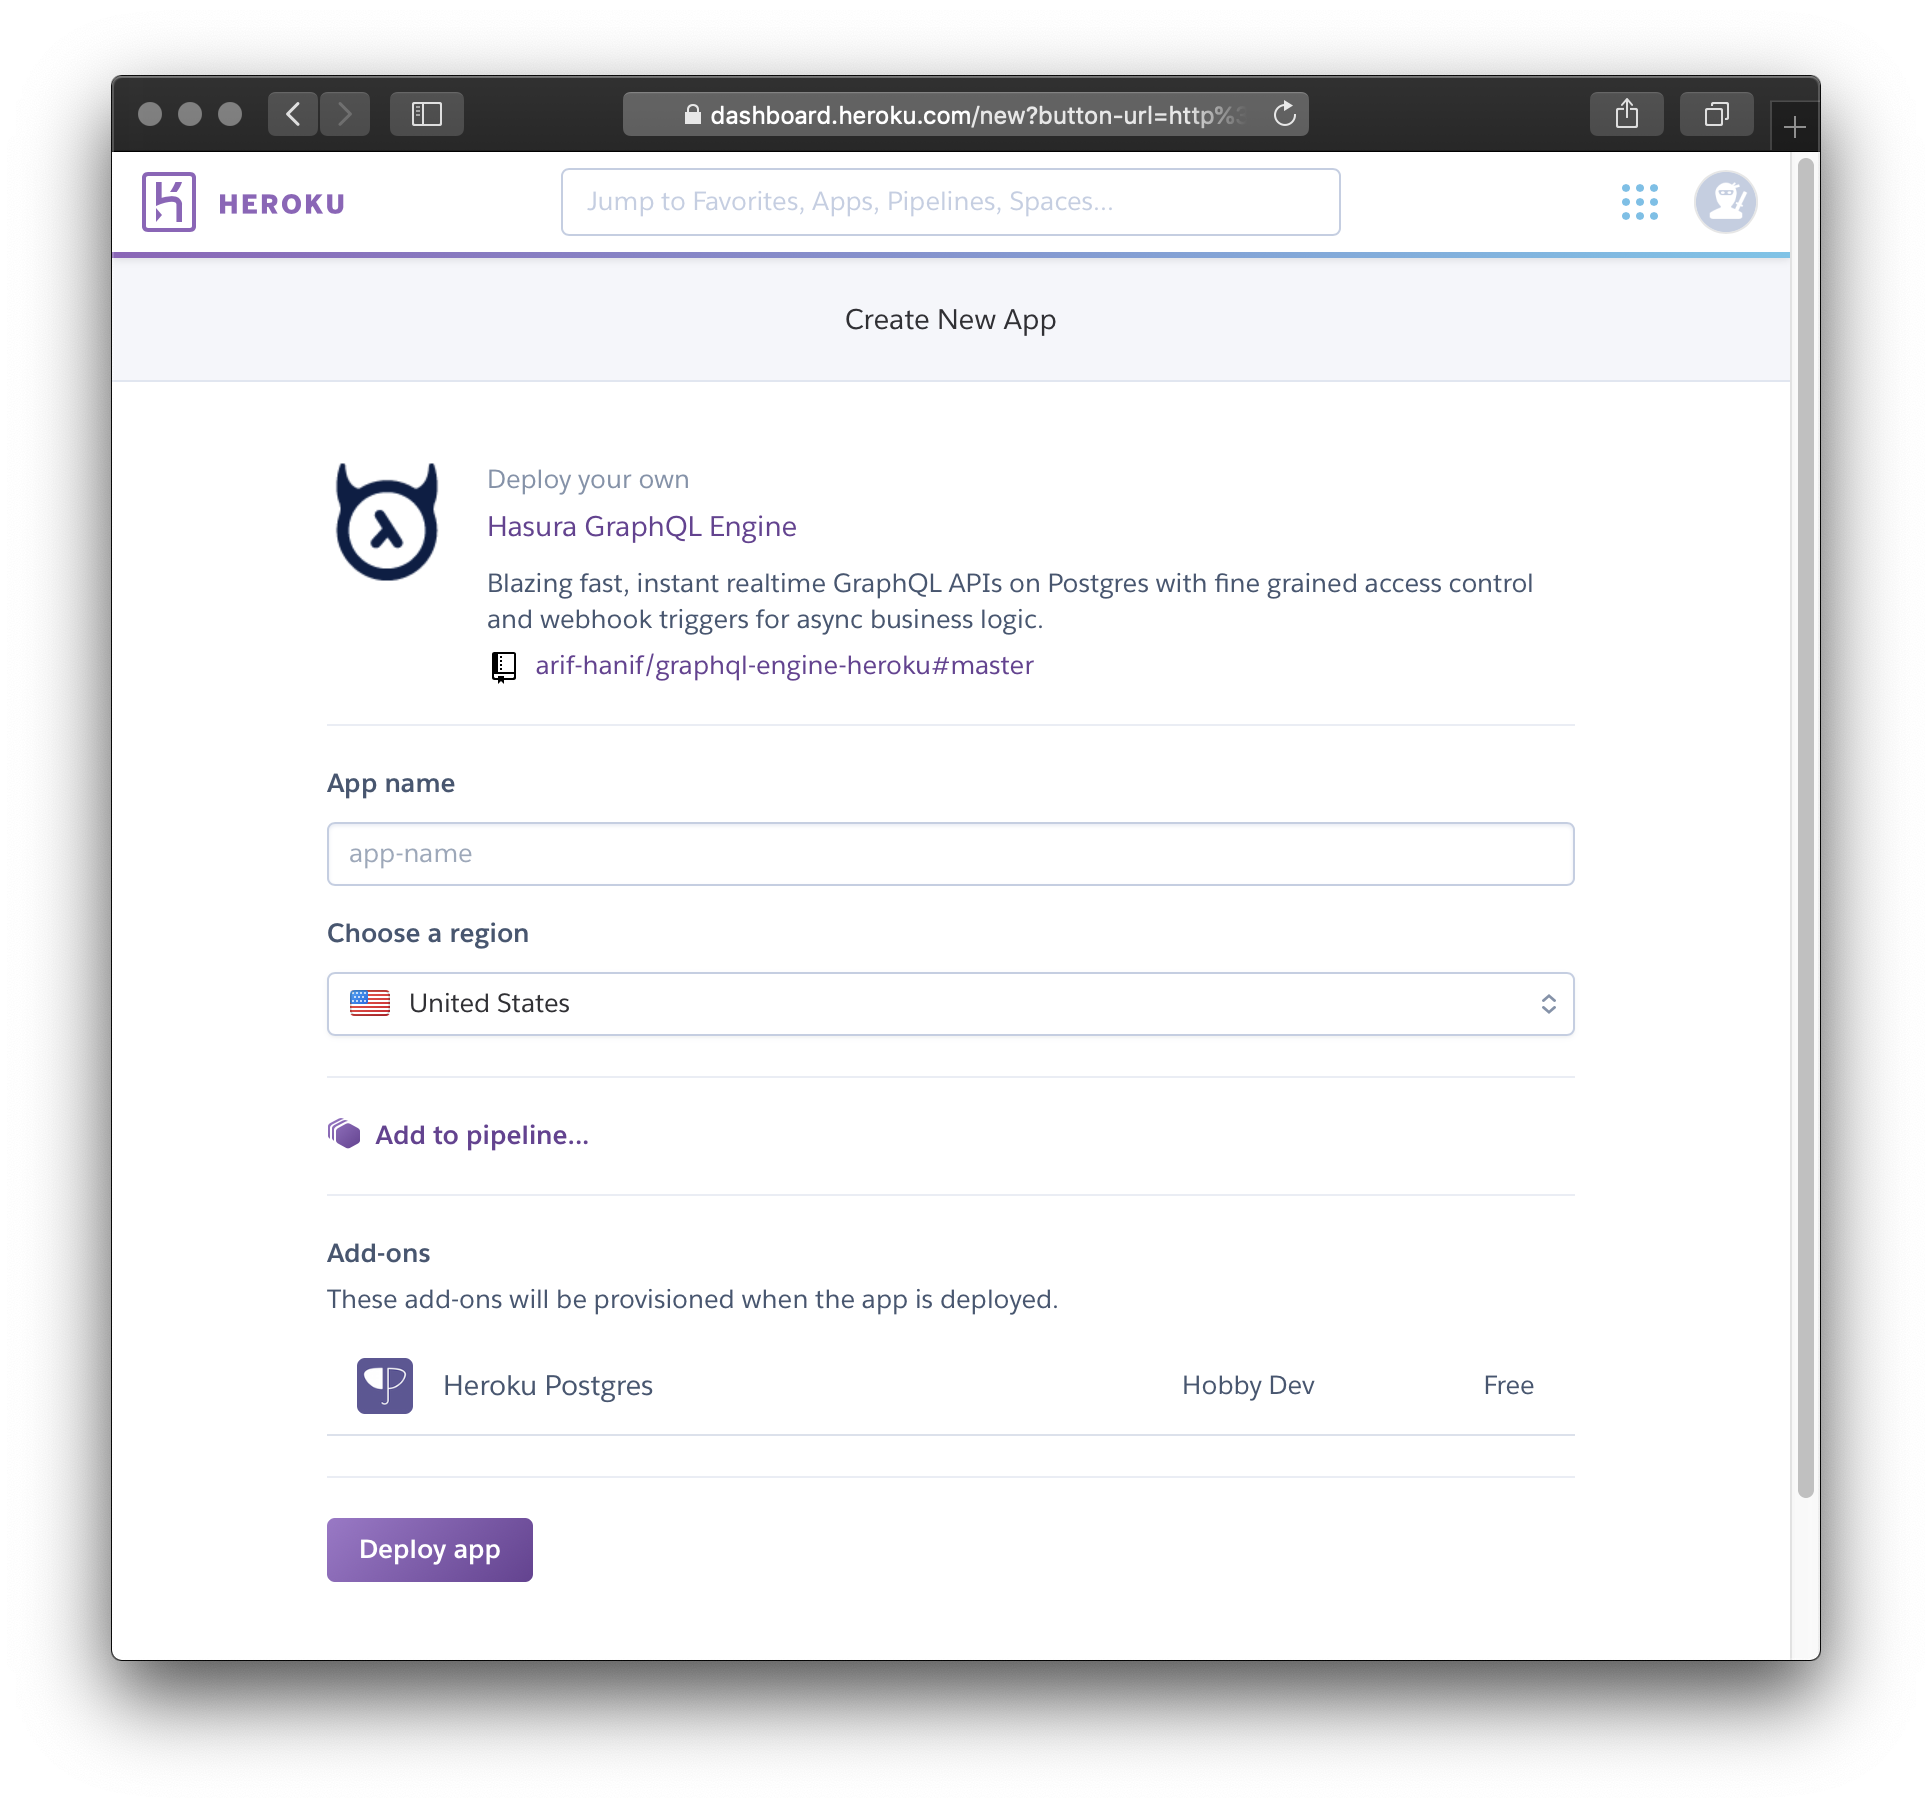 dashboard.heroku.com/new?button-url=http%3
HEROKU
Jump to Favorites, Apps, Pipelines, Spaces...
Create New App
Deploy your own
Hasura GraphQL Engine
Blazing fast, instant realtime GraphQL APIs on Postgres with fine grained access control
and webhook triggers for async business logic.
arif-hanif/graphql-engine-heroku#master
App name
app-name
Choose a region
United States
Add to pipeline...
Add-ons
These add-ons will be provisioned when the app is deployed.
Heroku Postgres Hobby Dev Free
Deploy app